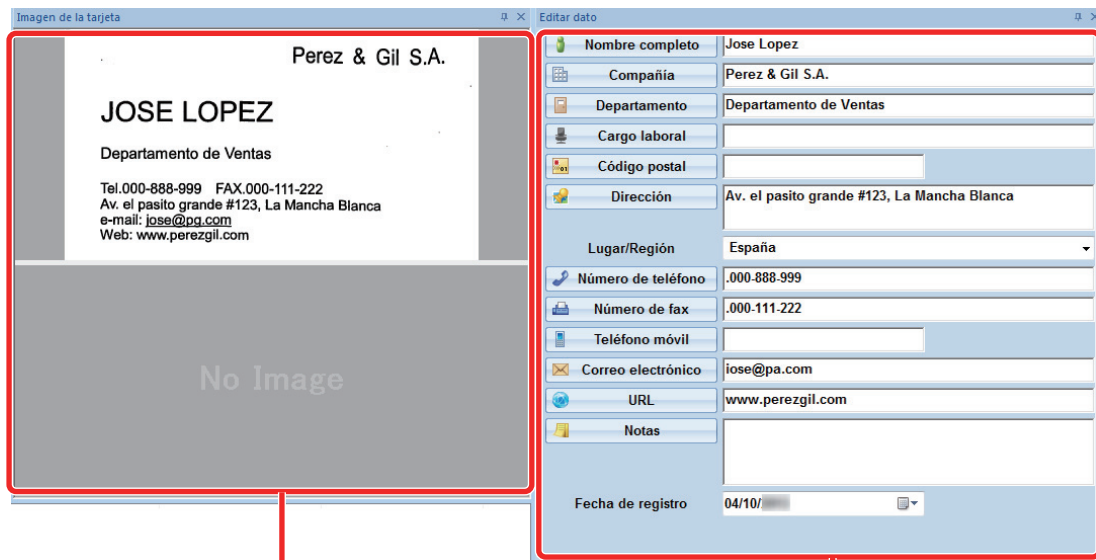 Imagen de la tarjeta
Perez & Gil S.A.
JOSE LOPEZ
Departamento de Ventas
Tel.000-888-999 FAX.000-111-222
Av. el pasito grande #123, La Mancha Blanca
e-mail: jose@pg.com
Web: www.perezgil.com
No Image
Editar dato
Nombre completo Jose Lopez
Compañía Perez & Gil S.A.
Departamento Departamento de Ventas
Cargo laboral
Código postal
Dirección Av. el pasito grande #123, La Mancha Blanca
Lugar/Región España
Número de teléfono .000-888-999
Número de fax .000-111-222
Teléfono móvil
Correo electrónico iose@pa.com
URL www.perezgil.com
Notas
Fecha de registro 04/10/